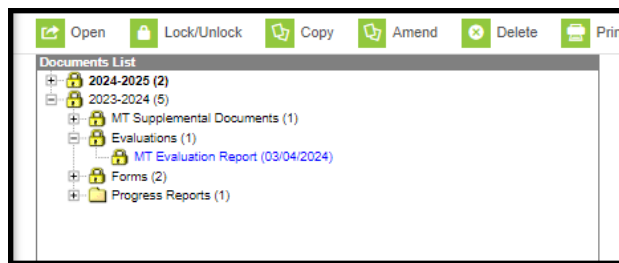 Open Lock/Unlock Copy Amend Delete
Documents List
2024-2025 (2)
2023-2024 (5)
MT Supplemental Documents (1)
Evaluations (1)
MT Evaluation Report (03/04/2024)
Forms (2)
Progress Reports (1)